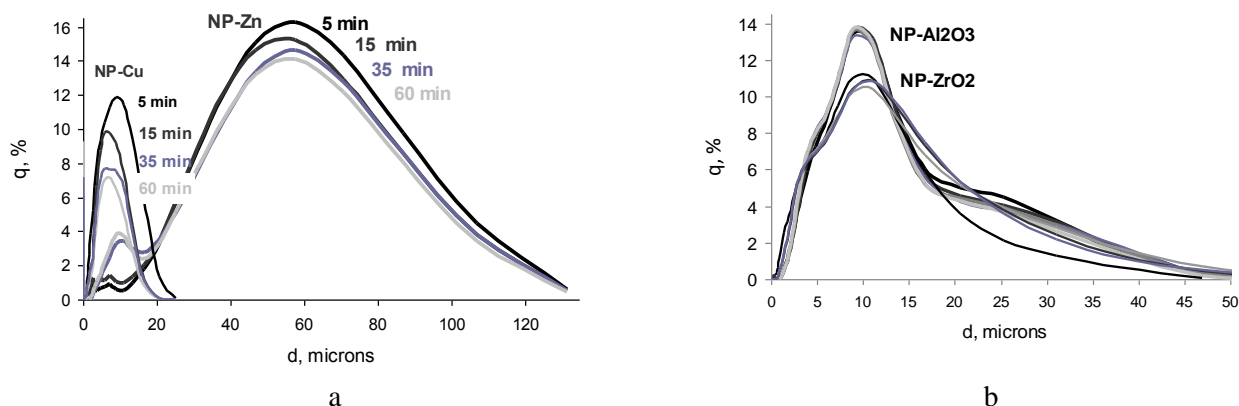 NP-Zn
5 min
15 min
35 min
60 min
NP-Cu
5 min
15 min
35 min
60 min
16
14
12
10
8
6
4
2
0
q, %
0 20 40 60 80 100 120
d, microns
a
NP-Al2O3
NP-ZrO2
14
12
10
8
6
4
2
0
q, %
0 5 10 15 20 25 30 35 40 45 50
d, microns
b